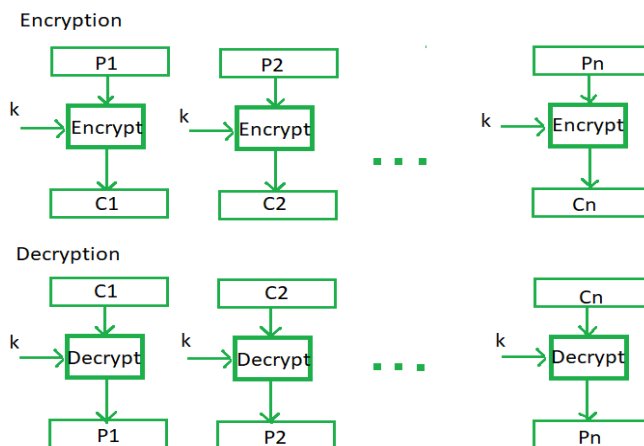 Encryption
P1 P2 Pn
k Encrypt k Encrypt k Encrypt
C1 C2 Cn
Decryption
C1 C2 Cn
k Decrypt k Decrypt k Decrypt
P1 P2 Pn